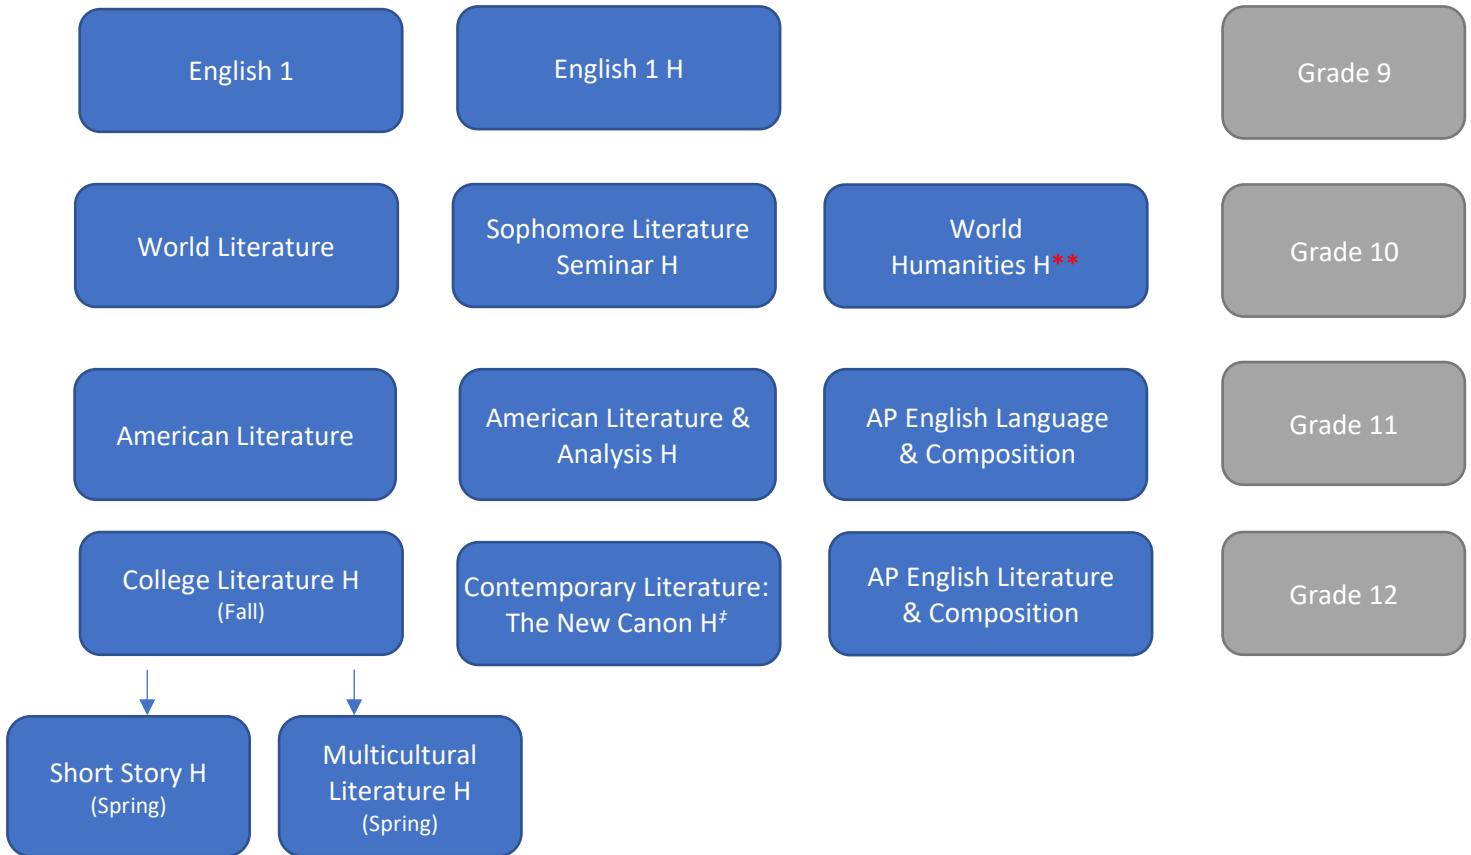 English 1
English 1 H
Grade 9
World Literature
Sophomore Literature
Seminar H
World
Humanities H**
Grade 10
American Literature
American Literature &
Analysis H
AP English Language
& Composition
Grade 11
College Literature H
(Fall)
Contemporary Literature:
The New Canon H‡
AP English Literature
& Composition
Grade 12
Short Story H
(Spring)
Multicultural
Literature H
(Spring)